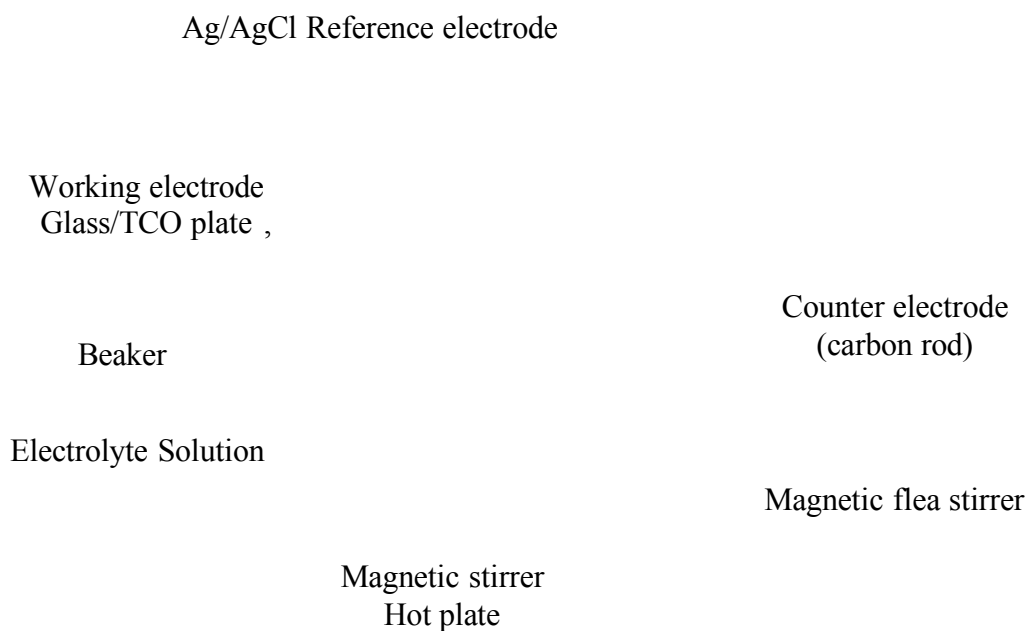 Ag/AgCl Reference electrode
Working electrode
Glass/TCO plate ,
Counter electrode
(carbon rod)
Beaker
Electrolyte Solution
Magnetic flea stirrer
Magnetic stirrer
Hot plate